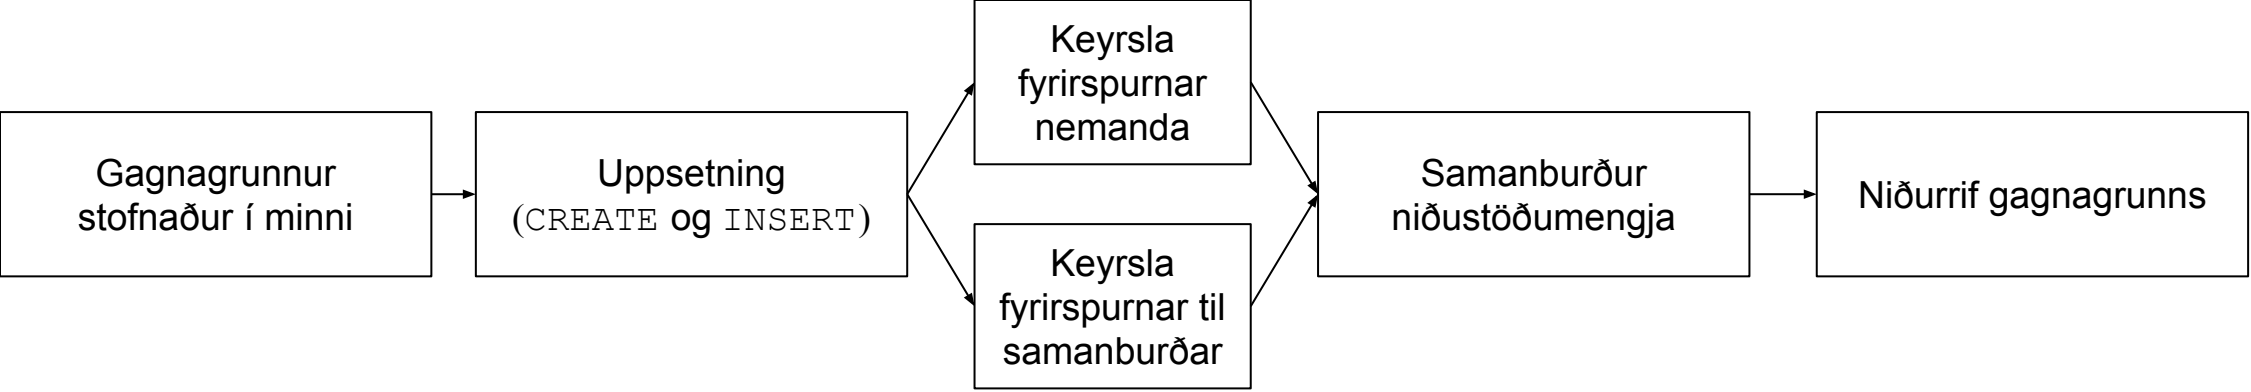 Gagnagrunnur
stofnaður í minni
Uppsetning
(CREATE og INSERT)
Keyrsla
fyrirspurnar
nemanda
Keyrsla
fyrirspurnar til
samanburðar
Samanburður
niðustöðumengja
Niðurrif gagnagrunns